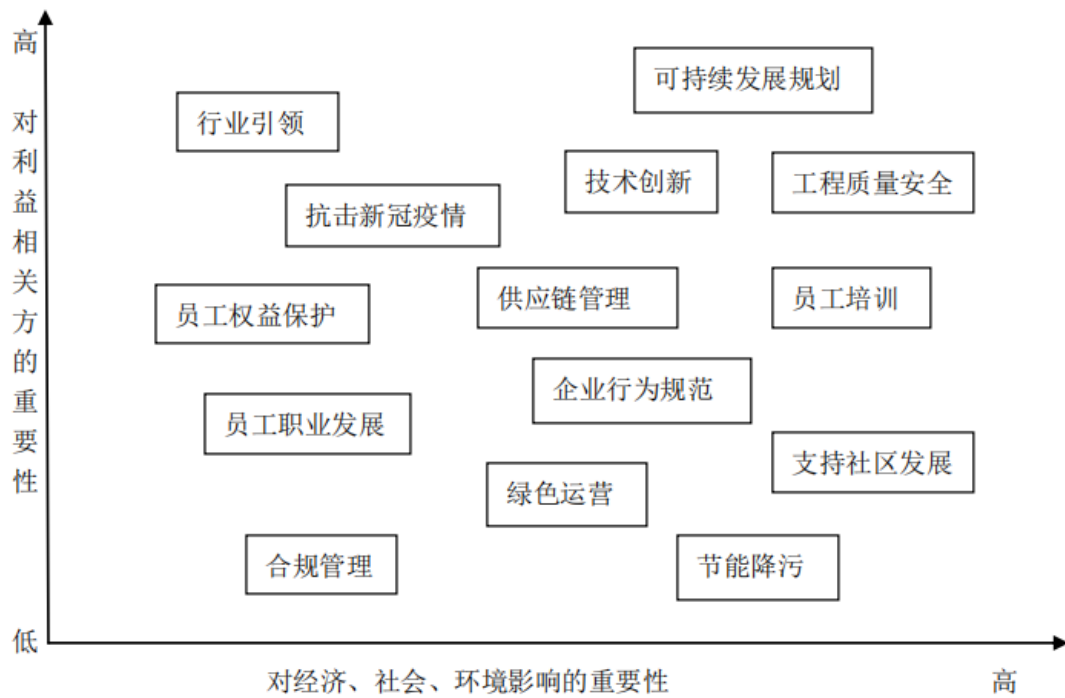 高
对利益相关方的重要性
低
可持续发展规划
行业引领
技术创新
工程质量安全
抗击新冠疫情
供应链管理
员工培训
员工权益保护
企业行为规范
员工职业发展
支持社区发展
绿色运营
合规管理
节能降污
对经济、社会、环境影响的重要性
高